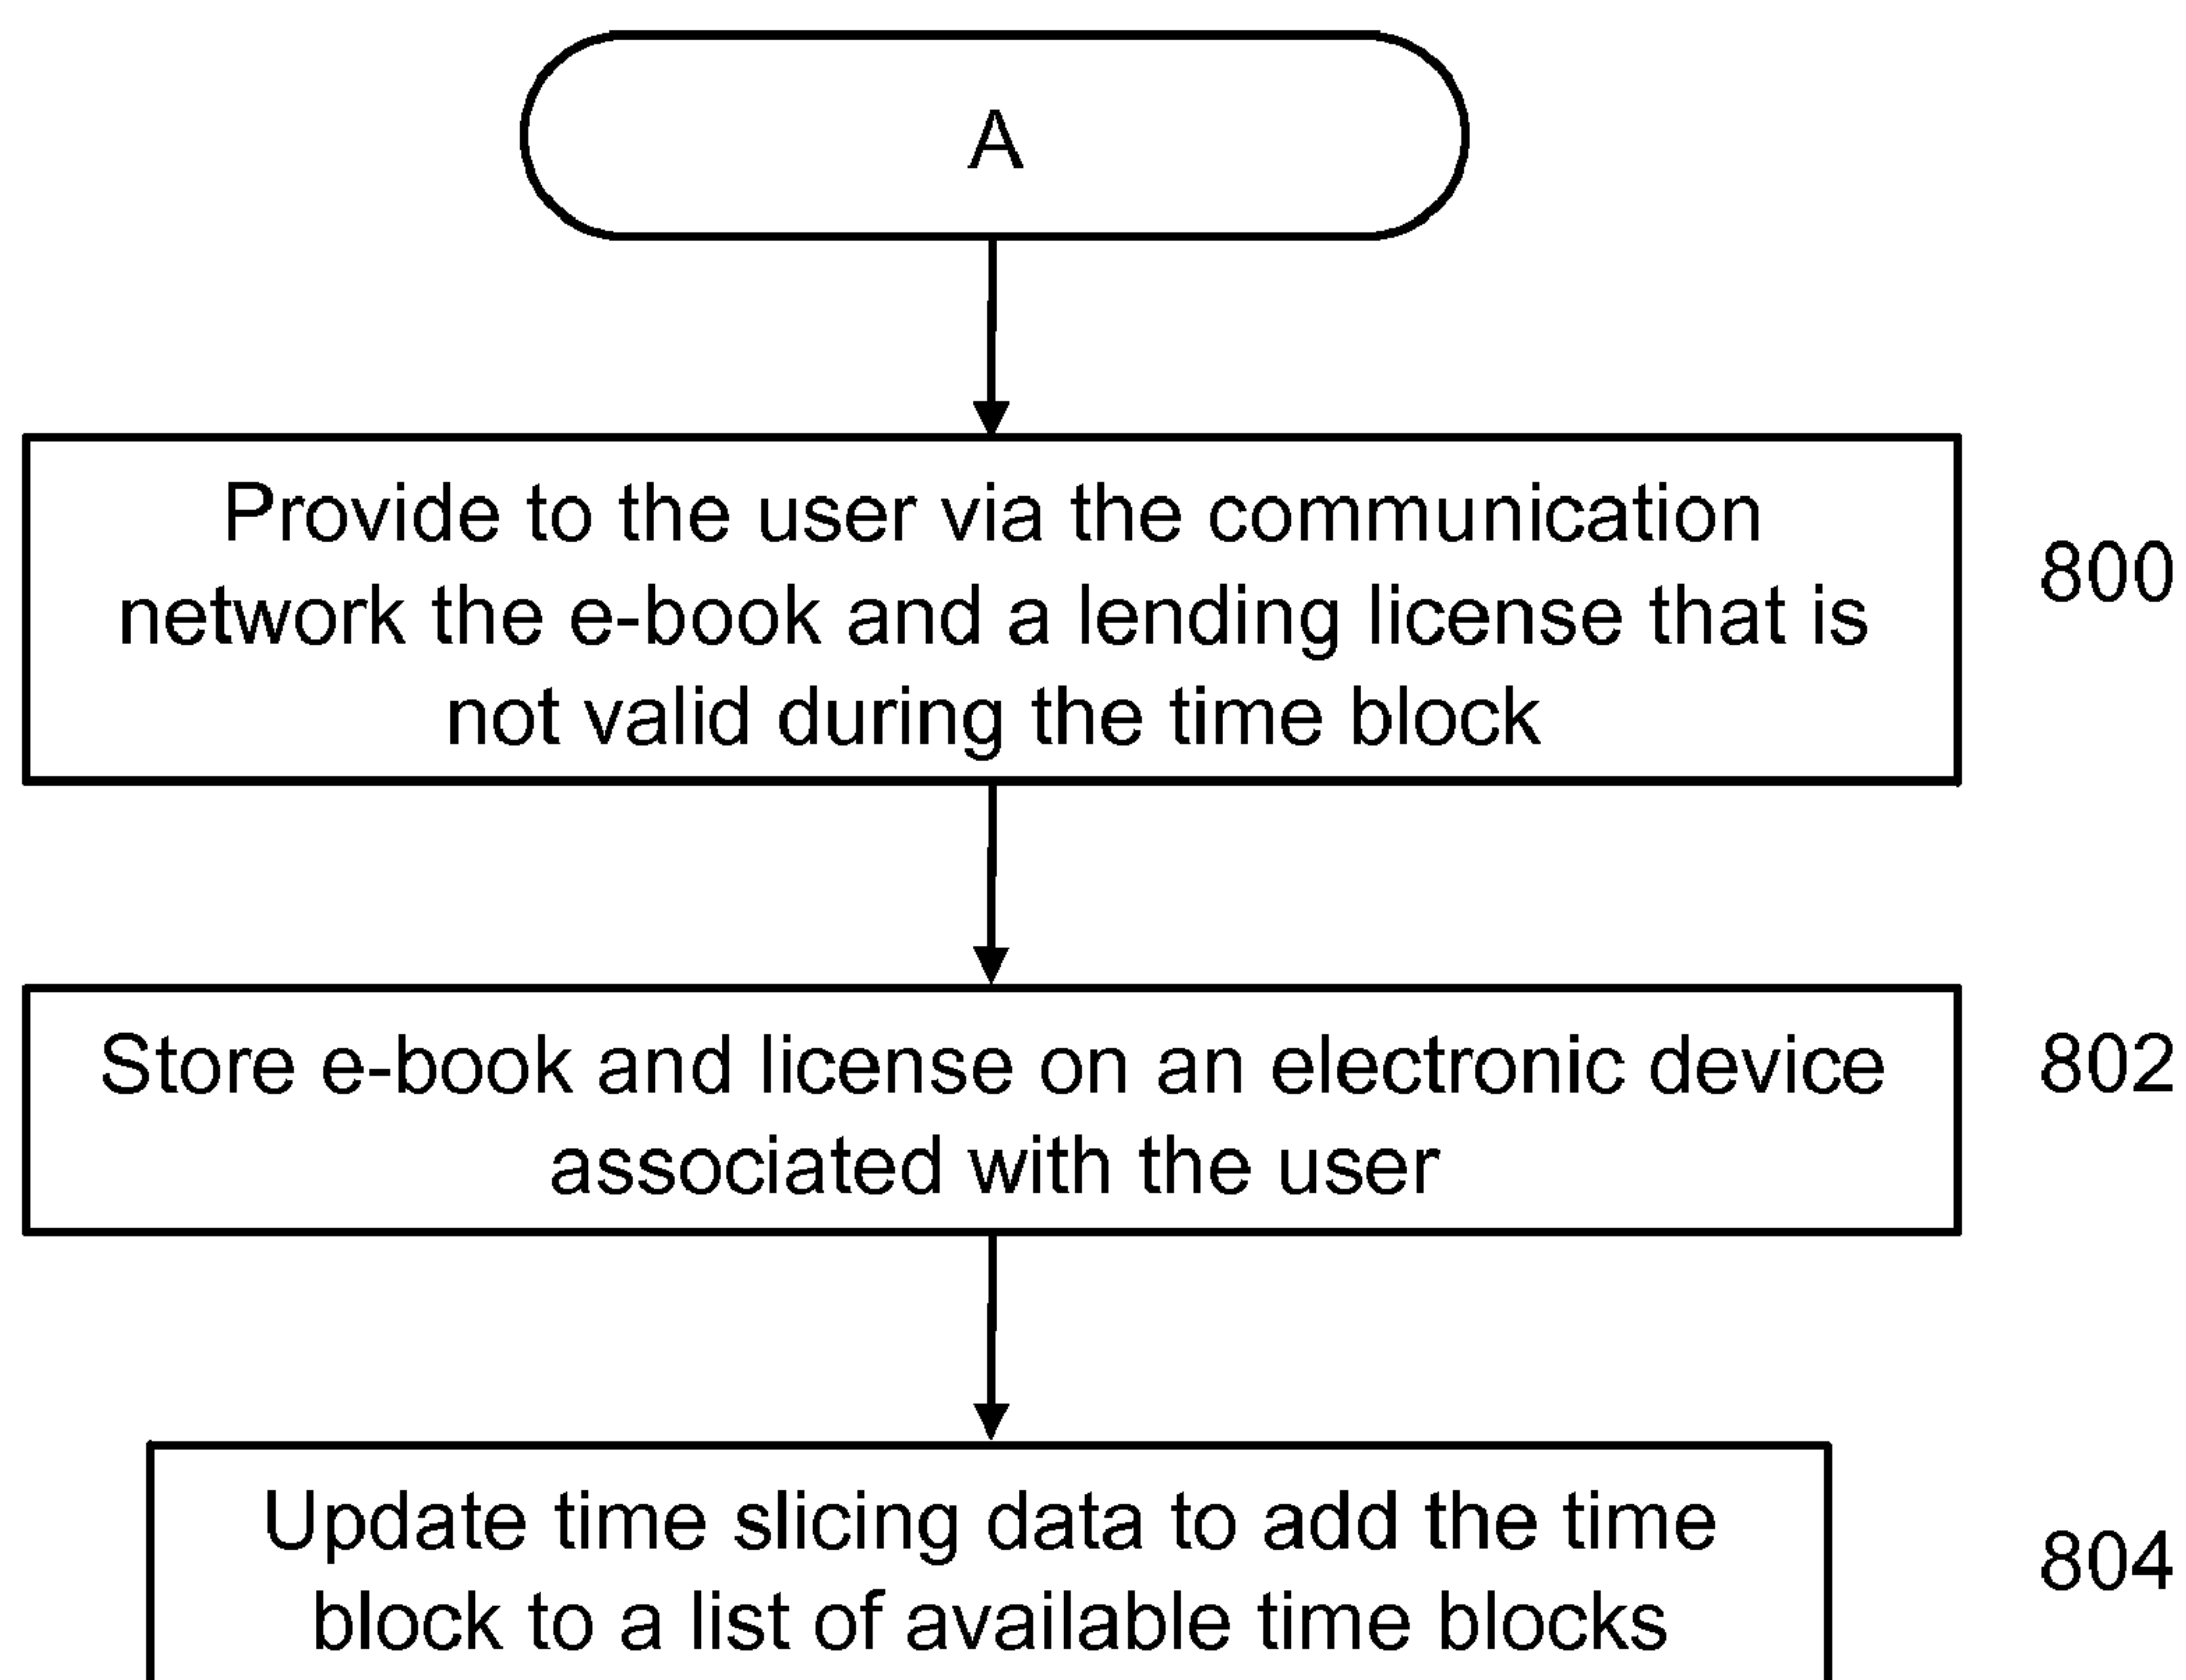 A
Provide to the user via the communication
network the e-book and a lending license that is
not valid during the time block
800
Store e-book and license on an electronic device
associated with the user
802
Update time slicing data to add the time
block to a list of available time blocks
804